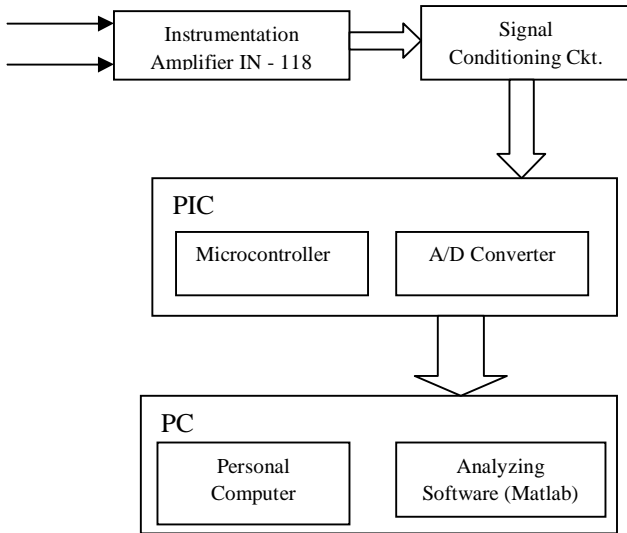 Instrumentation
Amplifier IN - 118
Signal
Conditioning Ckt.
PIC
Microcontroller
A/D Converter
PC
Personal
Computer
Analyzing
Software (Matlab)